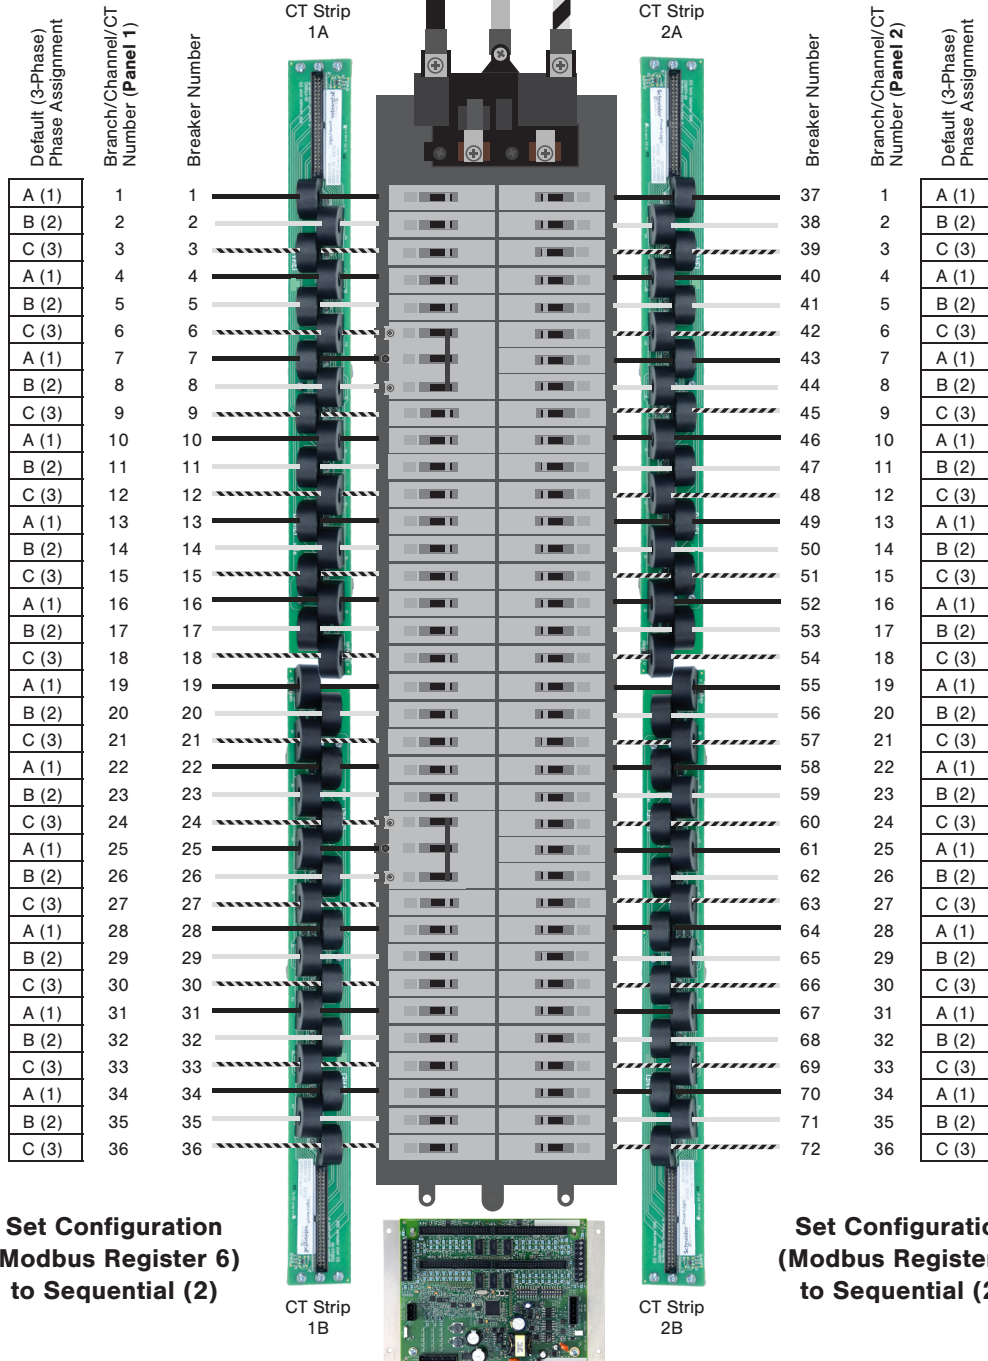 CT Strip
1A
CT Strip
2A
Default (3-Phase)
Phase Assignment
Branch/Channel/CT
Number (Panel 1)
Breaker Number
Breaker Number
Branch/Channel/CT
Number (Panel 2)
Default (3-Phase)
Phase Assignment
A (1) 1 1 37 1 A (1)
B (2) 2 2 38 2 B (2)
C (3) 3 3 39 3 C (3)
A (1) 4 4 40 4 A (1)
B (2) 5 5 41 5 B (2)
C (3) 6 6 42 6 C (3)
A (1) 7 7 43 7 A (1)
B (2) 8 8 44 8 B (2)
C (3) 9 9 45 9 C (3)
A (1) 10 10 46 10 A (1)
B (2) 11 11 47 11 B (2)
C (3) 12 12 48 12 C (3)
A (1) 13 13 49 13 A (1)
B (2) 14 14 50 14 B (2)
C (3) 15 15 51 15 C (3)
A (1) 16 16 52 16 A (1)
B (2) 17 17 53 17 B (2)
C (3) 18 18 54 18 C (3)
A (1) 19 19 55 19 A (1)
B (2) 20 20 56 20 B (2)
C (3) 21 21 57 21 C (3)
A (1) 22 22 58 22 A (1)
B (2) 23 23 59 23 B (2)
C (3) 24 24 60 24 C (3)
A (1) 25 25 61 25 A (1)
B (2) 26 26 62 26 B (2)
C (3) 27 27 63 27 C (3)
A (1) 28 28 64 28 A (1)
B (2) 29 29 65 29 B (2)
C (3) 30 30 66 30 C (3)
A (1) 31 31 67 31 A (1)
B (2) 32 32 68 32 B (2)
C (3) 33 33 69 33 C (3)
A (1) 34 34 70 34 A (1)
B (2) 35 35 71 35 B (2)
C (3) 36 36 72 36 C (3)
Set Configuration
Modbus Register 6)
to Sequential (2)
Set Configuratio
(Modbus Register
to Sequential (2
CT Strip
1B
CT Strip
2B